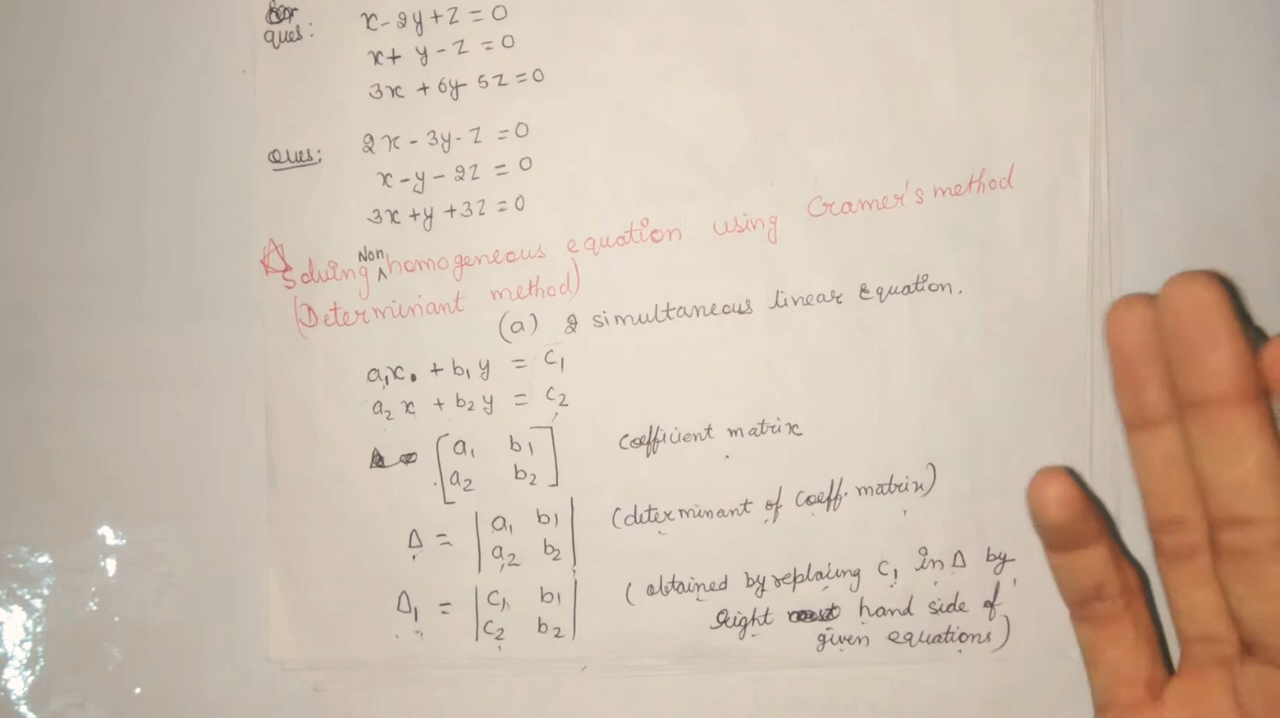 Ques: x - 2y + z = 0
x + y - z = 0
3x + 6y - 5z = 0
Ques: 2x - 3y - z = 0
x - y - 2z = 0
3x + y + 3z = 0
Solving Non homogeneous equation using Cramer's method
(Determinant method)
(a) 2 simultaneous linear Equation.
a₁x + b₁y = c₁
a₂x + b₂y = c₂
[a₁ b₁ coefficient matrix
a₂ b₂]
Δ = |a₁ b₁ (determinant of coeff. matrix)
a₂ b₂|
Δ₁ = |c₁ b₁ (obtained by replacing C₁ in Δ by
c₂ b₂| Right hand side of
given equations)